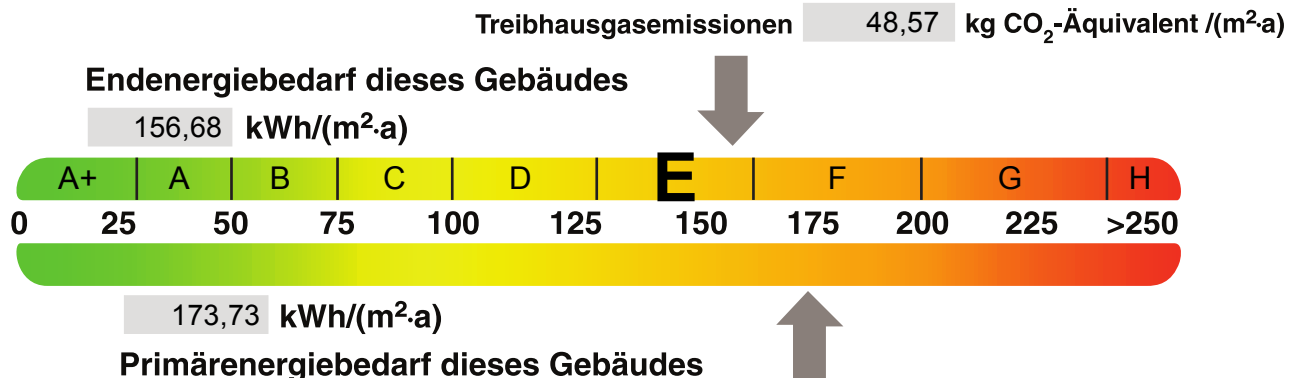 Treibhausgasemissionen 48,57 kg CO₂-Äquivalent /(m²·a)
Endenergiebedarf dieses Gebäudes
156,68 kWh/(m²·a)
A+ A B C D E F G H
0 25 50 75 100 125 150 175 200 225 >250
173,73 kWh/(m²·a)
Primärenergiebedarf dieses Gebäudes